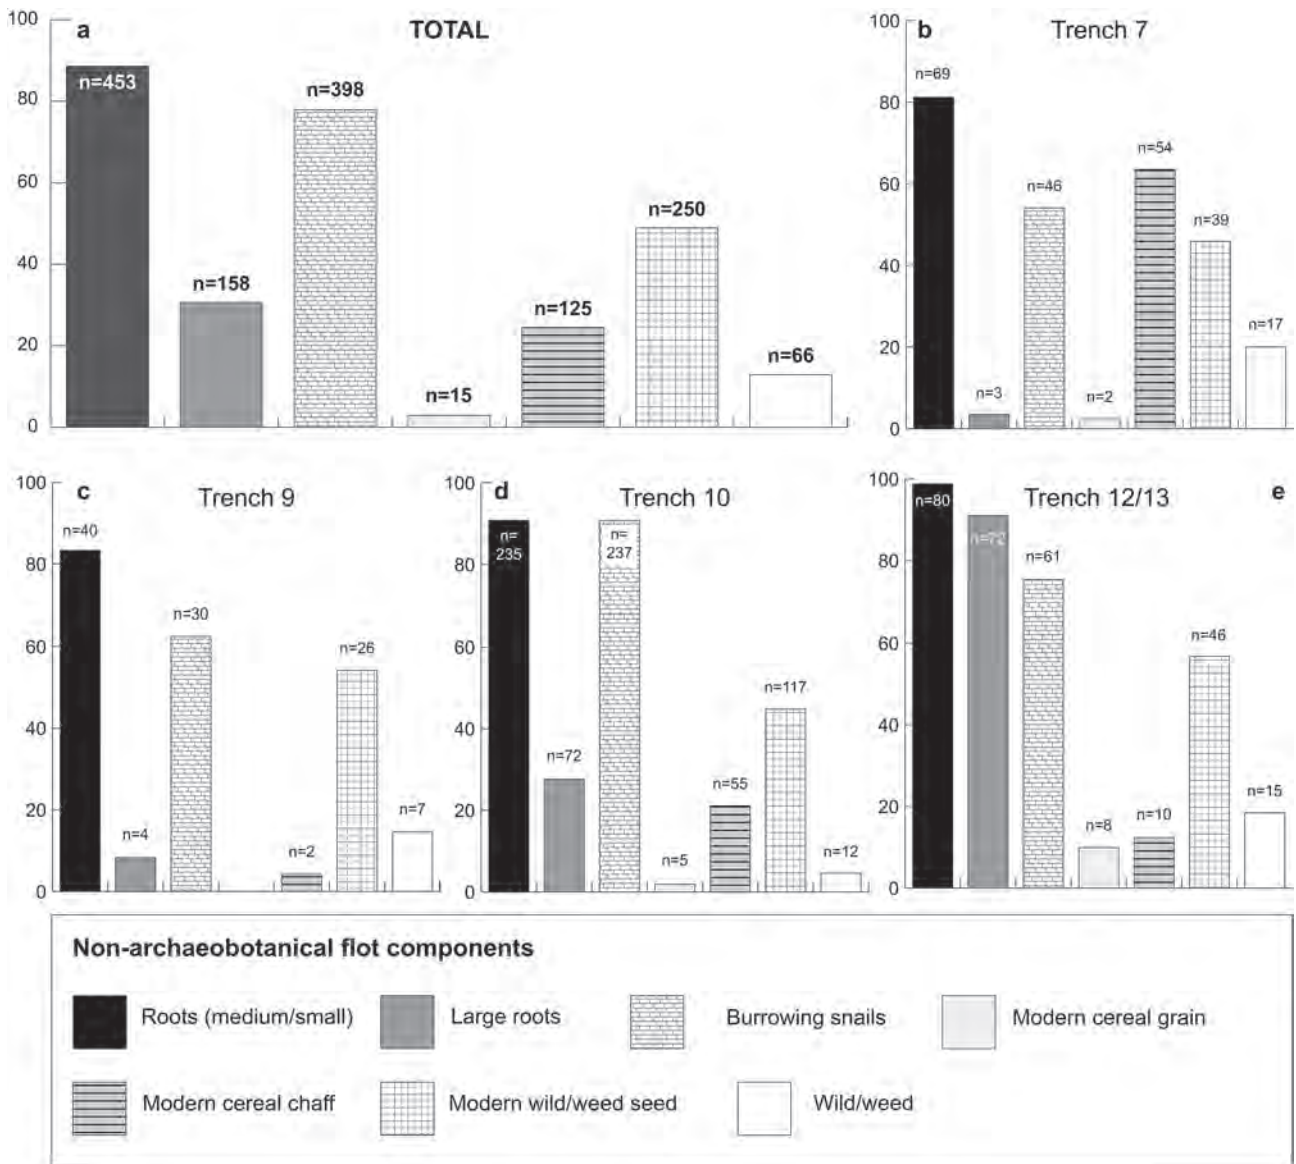 a
TOTAL
100
80
60
40
20
0
n=453
n=158
n=398
n=15
n=125
n=250
n=66
b
Trench 7
100
80
60
40
20
0
n=69
n=3
n=46
n=2
n=54
n=39
n=17
c
Trench 9
100
80
60
40
20
0
n=40
n=4
n=30
n=2
n=26
n=7
d
Trench 10
100
80
60
40
20
0
n=
235
n=72
n=
237
n=5
n=55
n=117
n=12
Trench 12/13
e
100
80
60
40
20
0
n=80
n=72
n=61
n=8
n=10
n=46
n=15
Non-archaeobotanical flot components
Roots (medium/small)
Large roots
Burrowing snails
Modern cereal grain
Modern cereal chaff
Modern wild/weed seed
Wild/weed